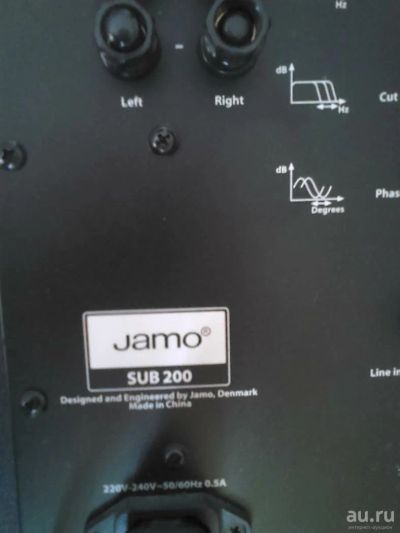 Hz
-
Left Right
dB
Hz
Cut
dB
Degrees
Phas
Jamo®
SUB 200
Line in
Designed and Engineered by Jamo, Denmark
Made in China
220V-240V~50/60Hz 0.5A
au.ru
интернет-аукцион